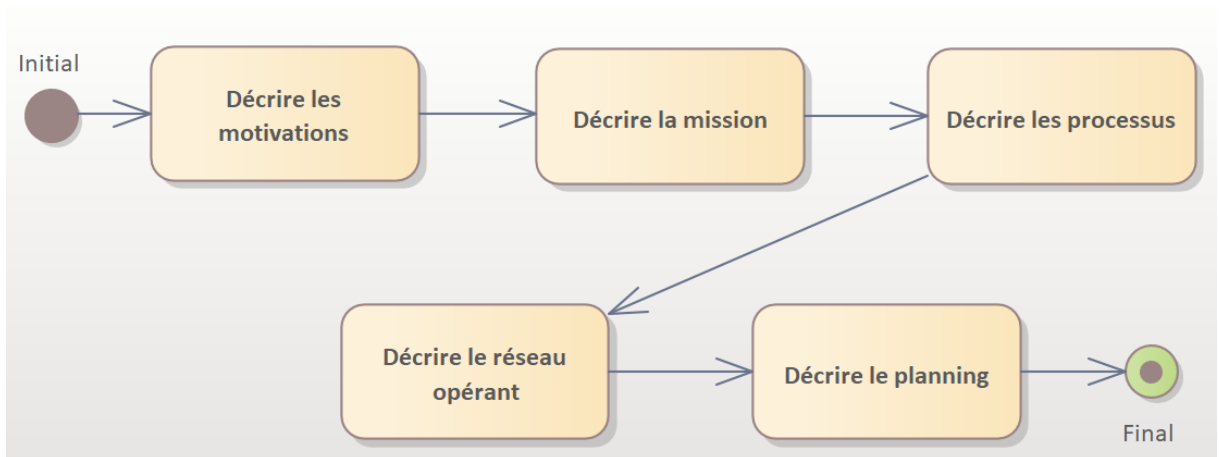 Initial
Décrire les
motivations
Décrire la mission
Décrire les processus
Décrire le réseau
opérant
Décrire le planning
Final